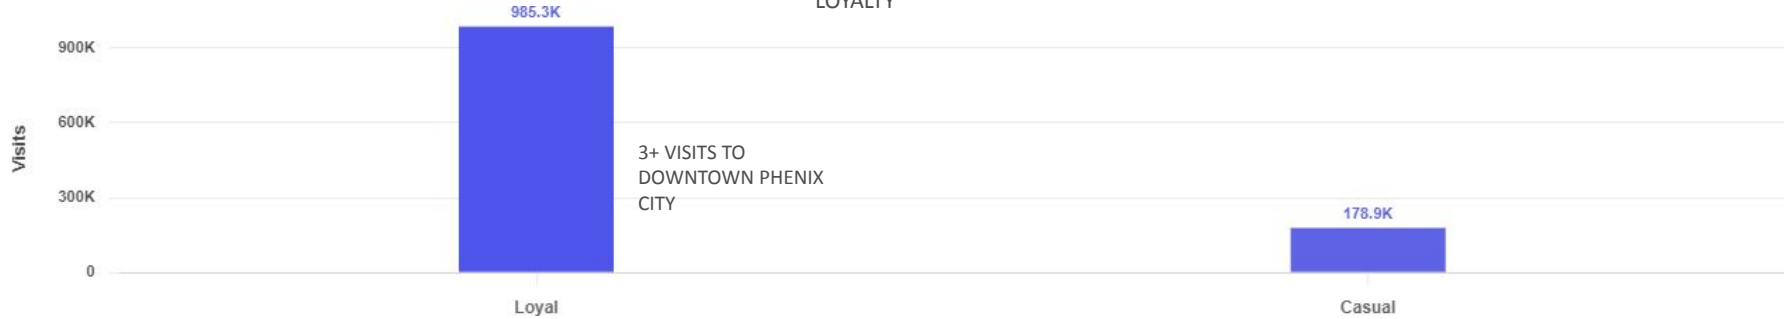 LOYALTY
985.3K
900K
600K
300K
0
Visits
3+ VISITS TO
DOWNTOWN PHENIX
CITY
178.9K
Loyal
Casual